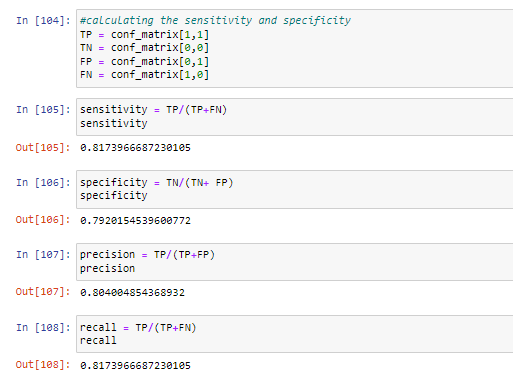 In [104]: #calculating the sensitivity and specificity
TP = conf_matrix[1,1]
TN = conf_matrix[0,0]
FP = conf_matrix[0,1]
FN = conf_matrix[1,0]
In [105]: sensitivity = TP/(TP+FN)
sensitivity
Out[105]: 0.8173966687230105
In [106]: specificity = TN/(TN+ FP)
specificity
Out[106]: 0.7920154539600772
In [107]: precision = TP/(TP+FP)
precision
Out[107]: 0.804004854368932
In [108]: recall = TP/(TP+FN)
recall
Out[108]: 0.8173966687230105